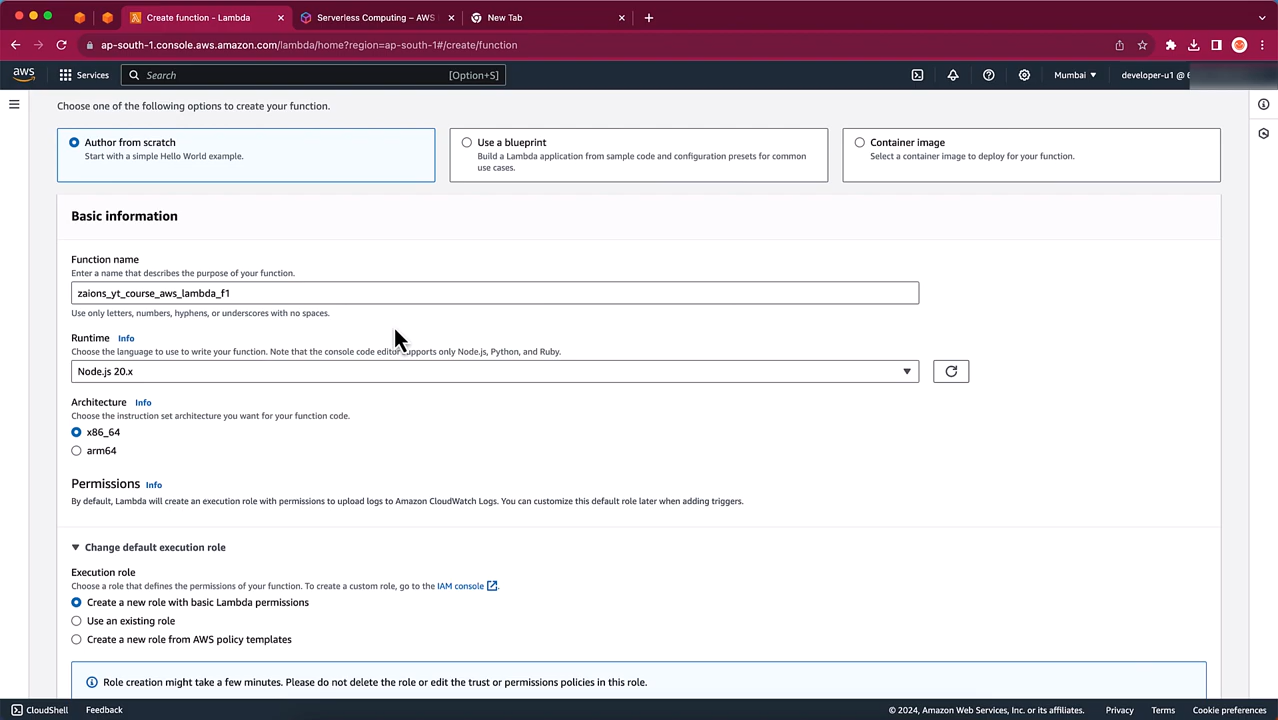 Create function - Lambda
Serverless Computing – AWS
New Tab
ap-south-1.console.aws.amazon.com/lambda/home?region=ap-south-1#/create/function
aws
Services
Search
[Option+S]
Mumbai
developer-u1 @
Choose one of the following options to create your function.
Author from scratch
Start with a simple Hello World example.
Use a blueprint
Build a Lambda application from sample code and configuration presets for common
use cases.
Container image
Select a container image to deploy for your function.
Basic information
Function name
Enter a name that describes the purpose of your function.
zaions_yt_course_aws_lambda_f1
Use only letters, numbers, hyphens, or underscores with no spaces.
Runtime Info
Choose the language to use to write your function. Note that the console code editor supports only Node.js, Python, and Ruby.
Node.js 20.x
Architecture Info
Choose the instruction set architecture you want for your function code.
x86_64
arm64
Permissions Info
By default, Lambda will create an execution role with permissions to upload logs to Amazon CloudWatch Logs. You can customize this default role later when adding triggers.
Change default execution role
Execution role
Choose a role that defines the permissions of your function. To create a custom role, go to the IAM console.
Create a new role with basic Lambda permissions
Use an existing role
Create a new role from AWS policy templates
Role creation might take a few minutes. Please do not delete the role or edit the trust or permissions policies in this role.
CloudShell
Feedback
© 2024, Amazon Web Services, Inc. or its affiliates.
Privacy
Terms
Cookie preferences